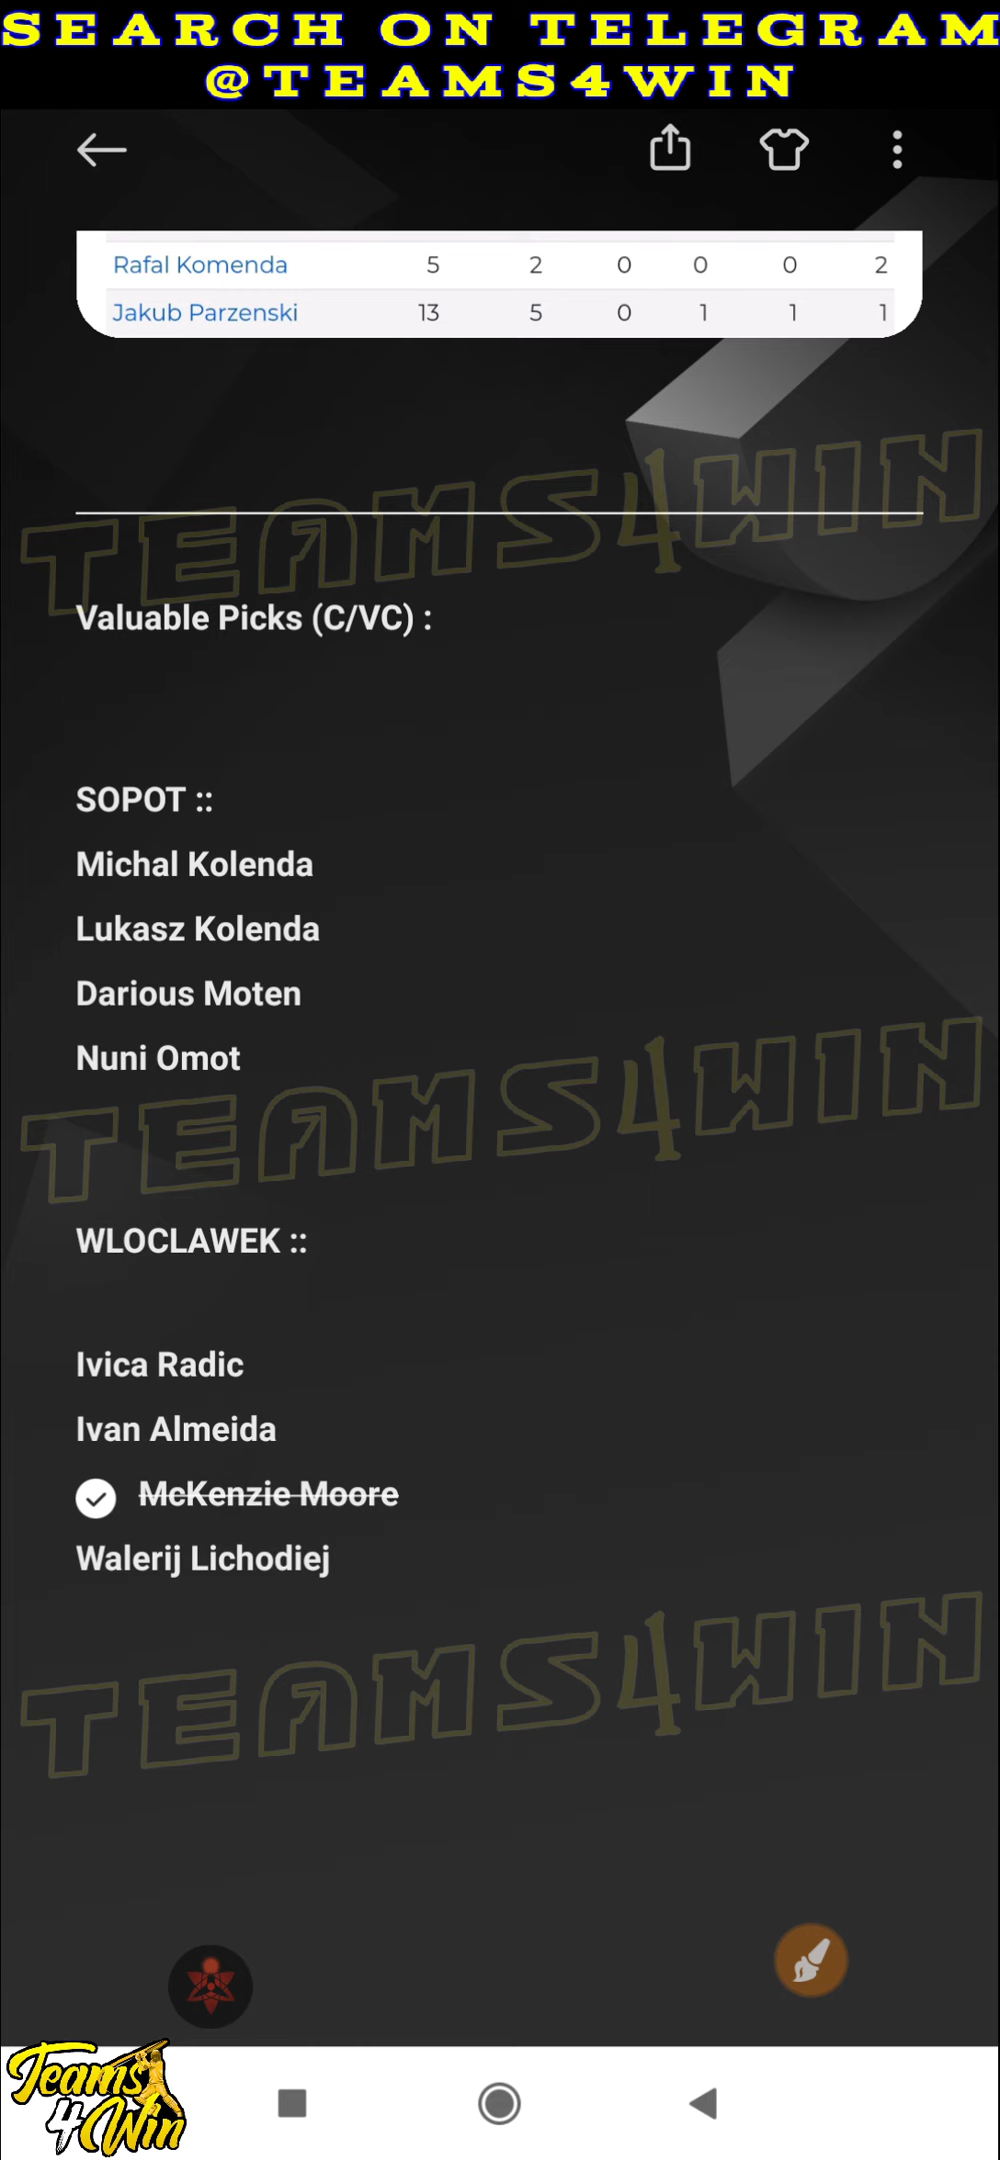 SEARCH ON TELEGRAM
@TEAMS4WIN
Rafal Komenda 5 2 0 0 0 2
Jakub Parzenski 13 5 0 1 1 1
TEAMS4WIN
Valuable Picks (C/VC) :
SOPOT ::
Michal Kolenda
Lukasz Kolenda
Darious Moten
Nuni Omot
TEAMS4WIN
WLOCLAWEK ::
Ivica Radic
Ivan Almeida
McKenzie Moore
Walerij Lichodiej
TEAMS4WIN
Teams
4Win